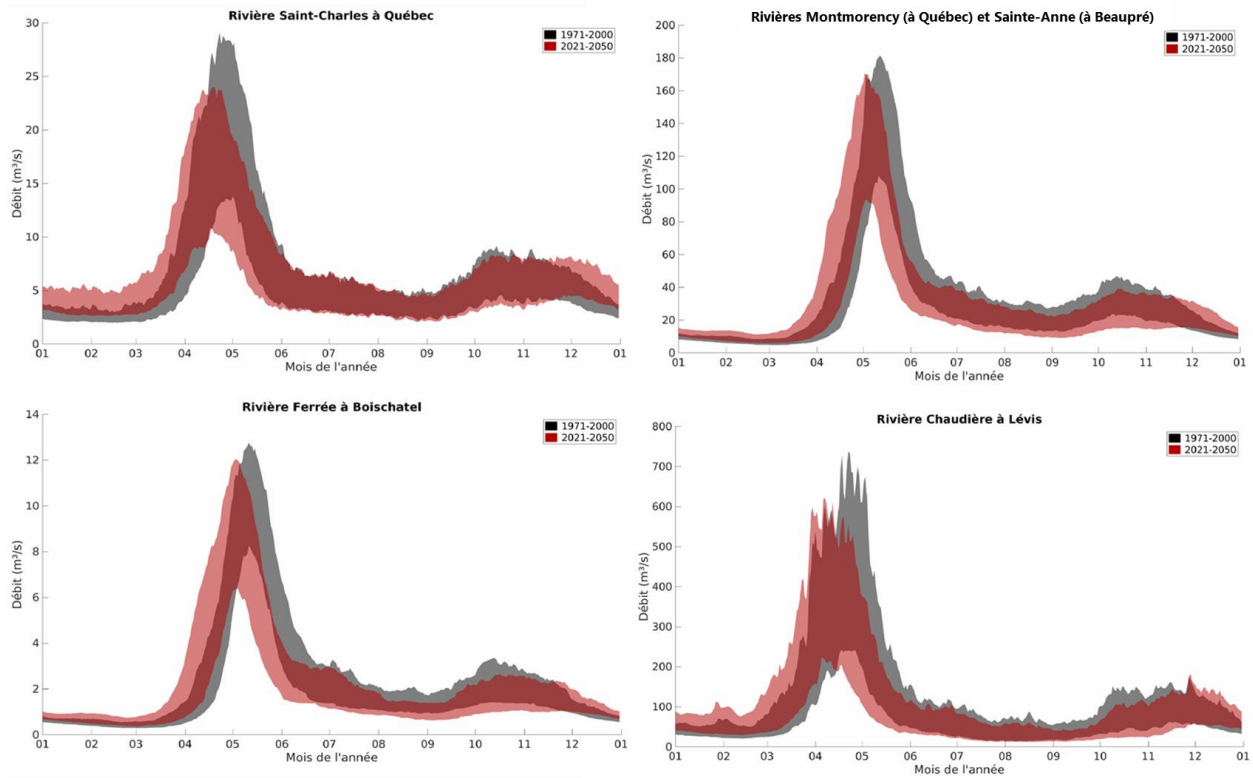 Rivière Saint-Charles à Québec
30
25
20
15
10
5
0
Débit (m³/s)
1971-2000
2021-2050
01 02 03 04 05 06 07 08 09 10 11 12 01
Mois de l'année
Rivières Montmorency (à Québec) et Sainte-Anne (à Beaupré)
200
180
160
140
120
100
80
60
40
20
0
Débit (m³/s)
1971-2000
2021-2050
01 02 03 04 05 06 07 08 09 10 11 12 01
Mois de l'année
Rivière Ferrée à Boischatel
14
12
10
8
6
4
2
0
Débit (m³/s)
1971-2000
2021-2050
01 02 03 04 05 06 07 08 09 10 11 12 01
Mois de l'année
Rivière Chaudière à Lévis
800
700
600
500
400
300
200
100
0
Débit (m³/s)
1971-2000
2021-2050
01 02 03 04 05 06 07 08 09 10 11 12 01
Mois de l'année